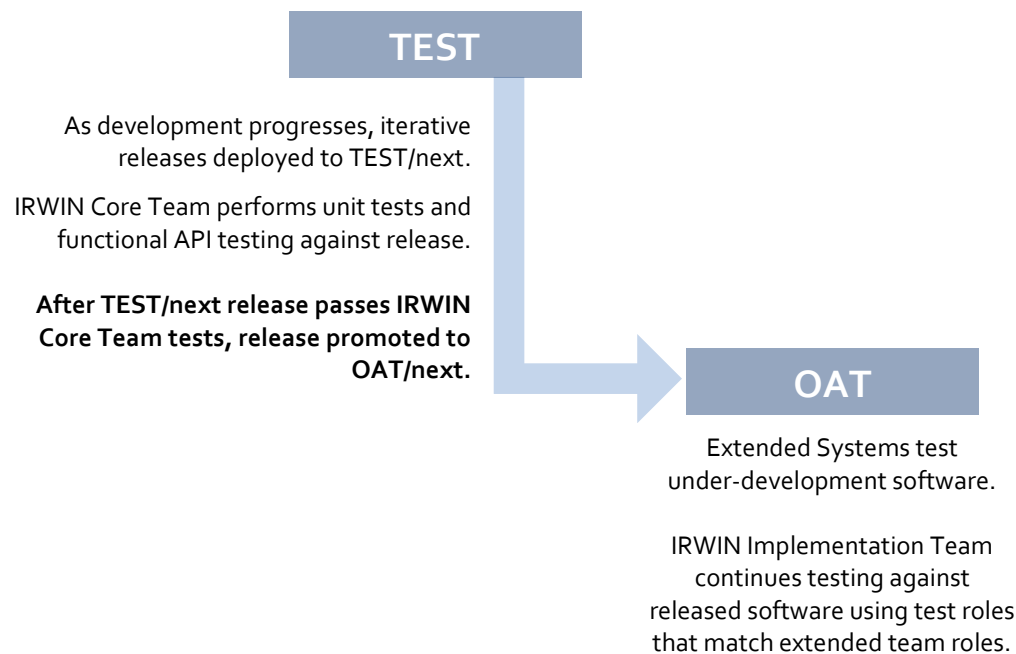 TEST
As development progresses, iterative
releases deployed to TEST/next.
IRWIN Core Team performs unit tests and
functional API testing against release.
After TEST/next release passes IRWIN
Core Team tests, release promoted to
OAT/next.
OAT
Extended Systems test
under-development software.
IRWIN Implementation Team
continues testing against
released software using test roles
that match extended team roles.